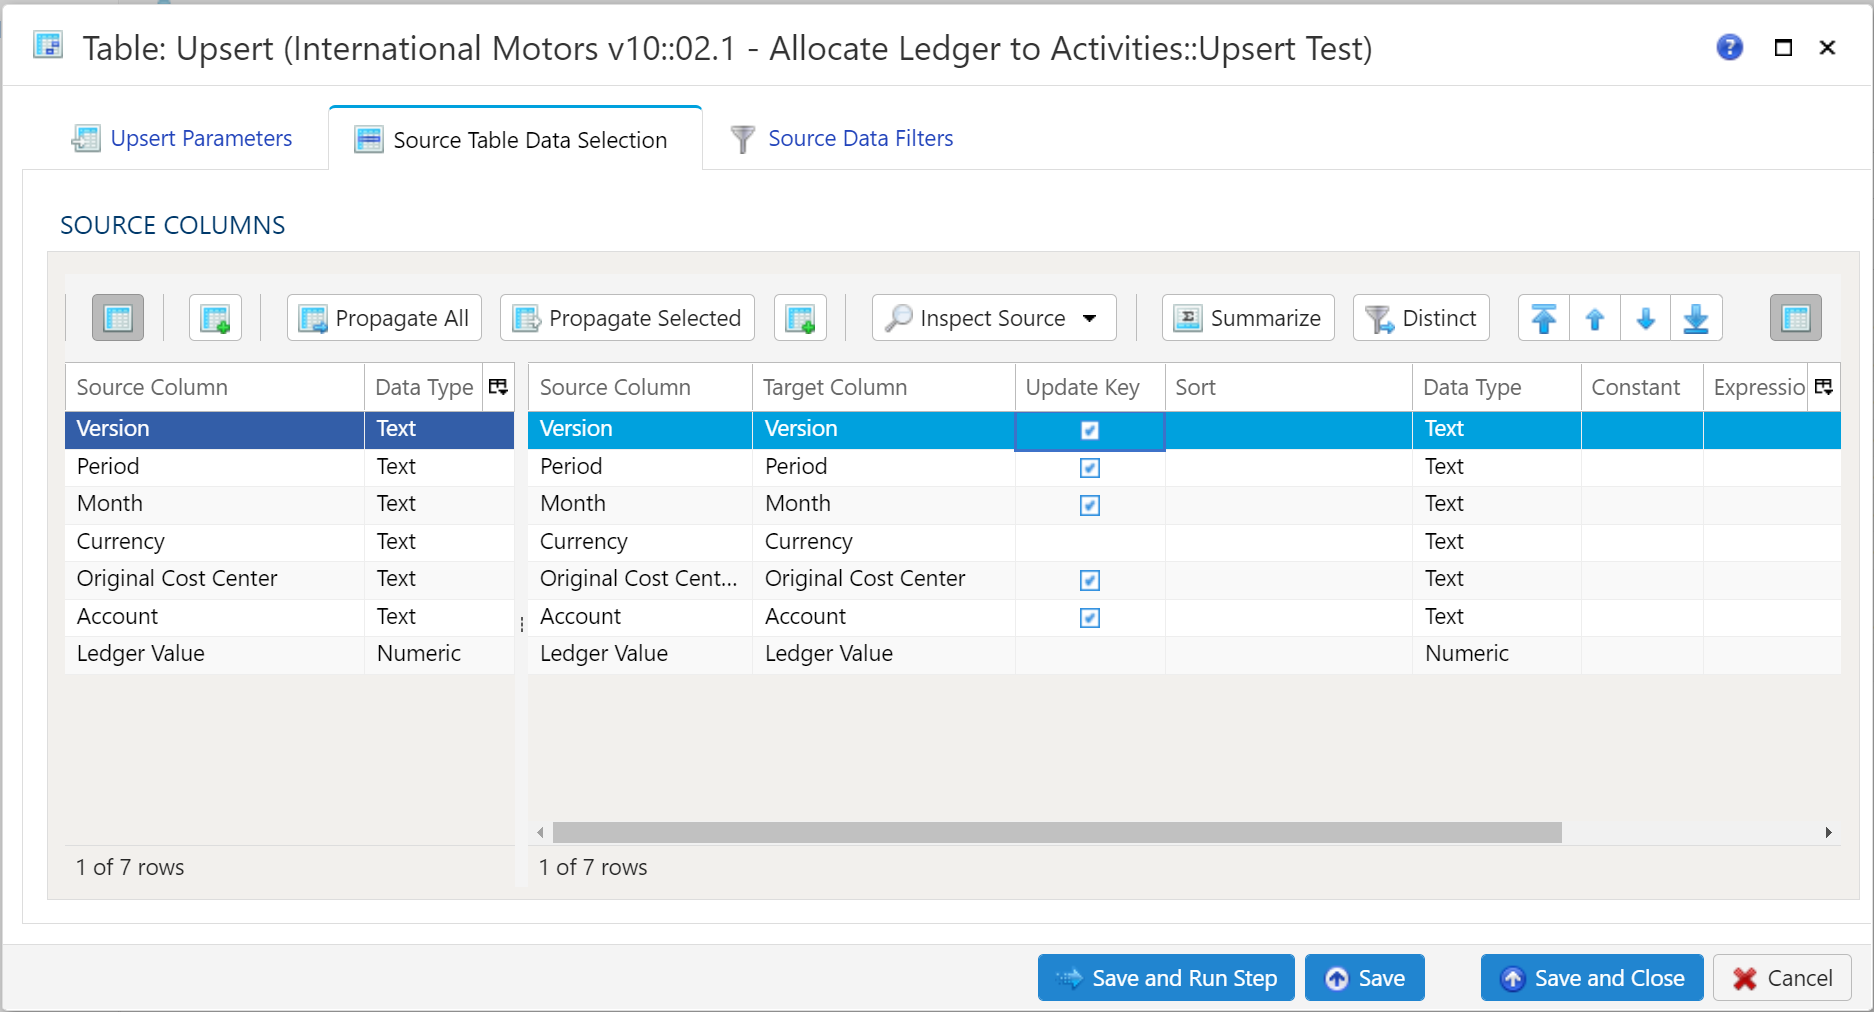 Table: Upsert (International Motors v10::02.1 - Allocate Ledger to Activities::Upsert Test)
Upsert Parameters
Source Table Data Selection
Source Data Filters
SOURCE COLUMNS
Propagate All
Propagate Selected
Inspect Source
Summarize
Distinct
Source Column Data Type
Version Text
Period Text
Month Text
Currency Text
Original Cost Center Text
Account Text
Ledger Value Numeric
1 of 7 rows
Source Column Target Column Update Key Sort Data Type Constant Expressio
Version Version Text
Period Period Text
Month Month Text
Currency Currency Text
Original Cost Cent... Original Cost Center Text
Account Account Text
Ledger Value Ledger Value Numeric
1 of 7 rows
Save and Run Step
Save
Save and Close
Cancel